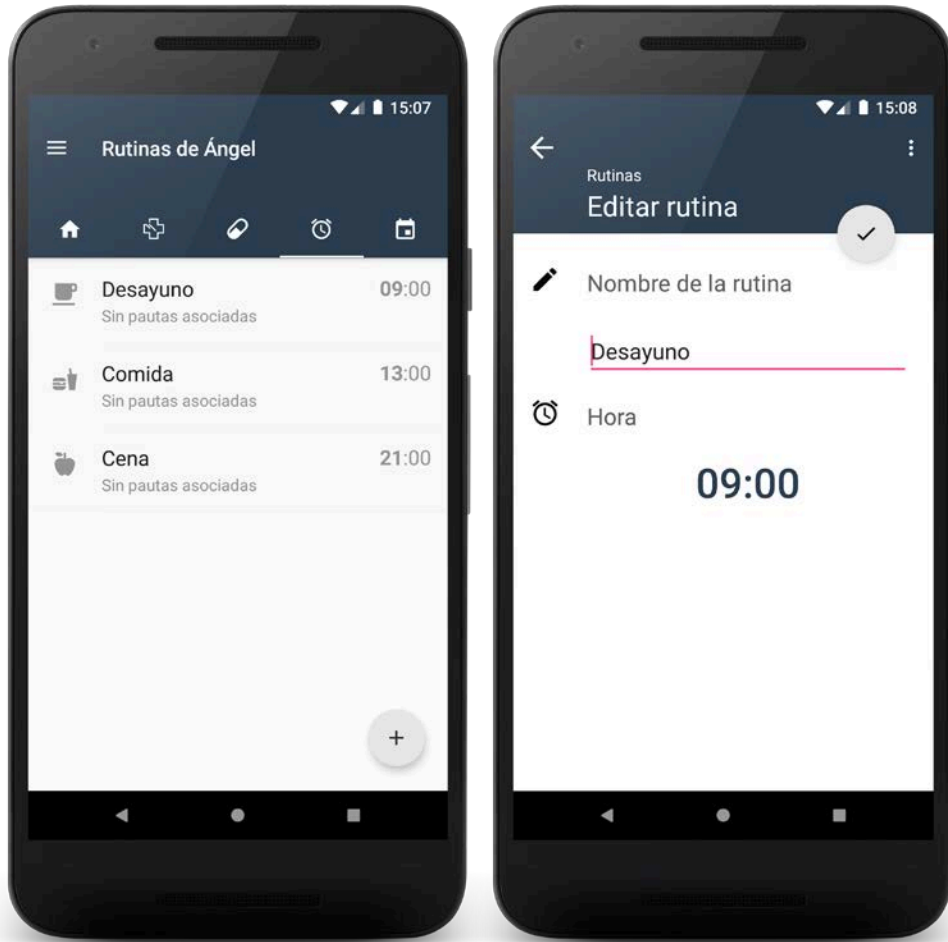 15:07
Rutinas de Ángel
Desayuno 09:00
Sin pautas asociadas
Comida 13:00
Sin pautas asociadas
Cena 21:00
Sin pautas asociadas
+
15:08
Rutinas
Editar rutina
Nombre de la rutina
Desayuno
Hora
09:00